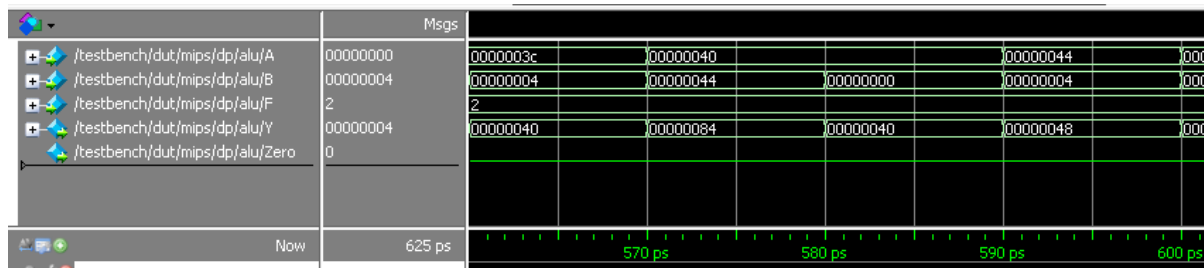 Msgs
/testbench/dut/mips/dp/alu/A 00000000 0000003c 00000040 00000044
/testbench/dut/mips/dp/alu/B 00000004 00000004 00000044 00000000 00000004
/testbench/dut/mips/dp/alu/F 2 2
/testbench/dut/mips/dp/alu/Y 00000004 00000040 00000084 00000040 00000048
/testbench/dut/mips/dp/alu/Zero 0
Now 625 ps 570 ps 580 ps 590 ps 600 ps